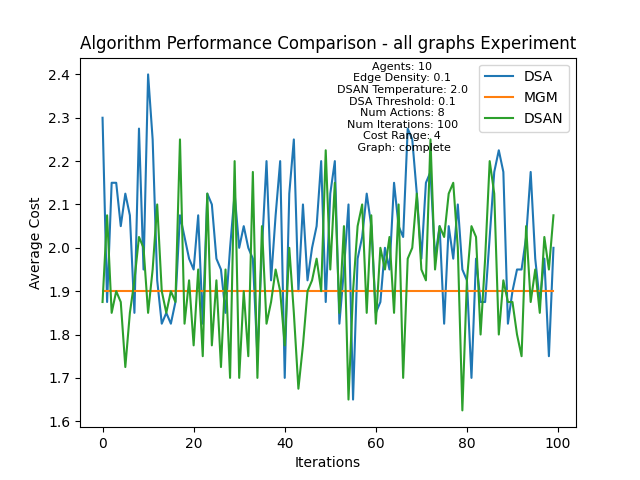 Algorithm Performance Comparison - all graphs Experiment
Agents: 10
Edge Density: 0.1
DSAN Temperature: 2.0
DSA Threshold: 0.1
Num Actions: 8
Num Iterations: 100
Cost Range: 4
Graph: complete
DSA
MGM
DSAN
2.4
2.3
2.2
2.1
2.0
1.9
1.8
1.7
1.6
Average Cost
0
20
40
60
80
100
Iterations